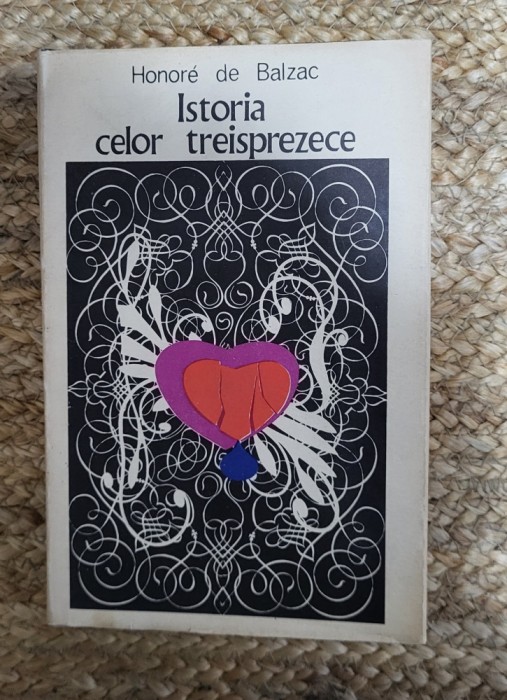 Honoré de Balzac
Istoria
celor treisprezece